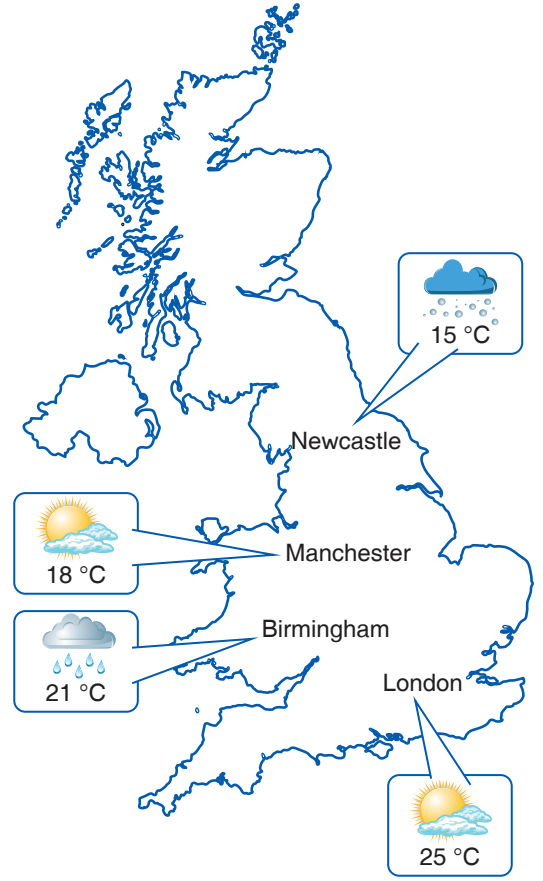 15 °C
Newcastle
18 °C
Manchester
21 °C
Birmingham
London
25 °C